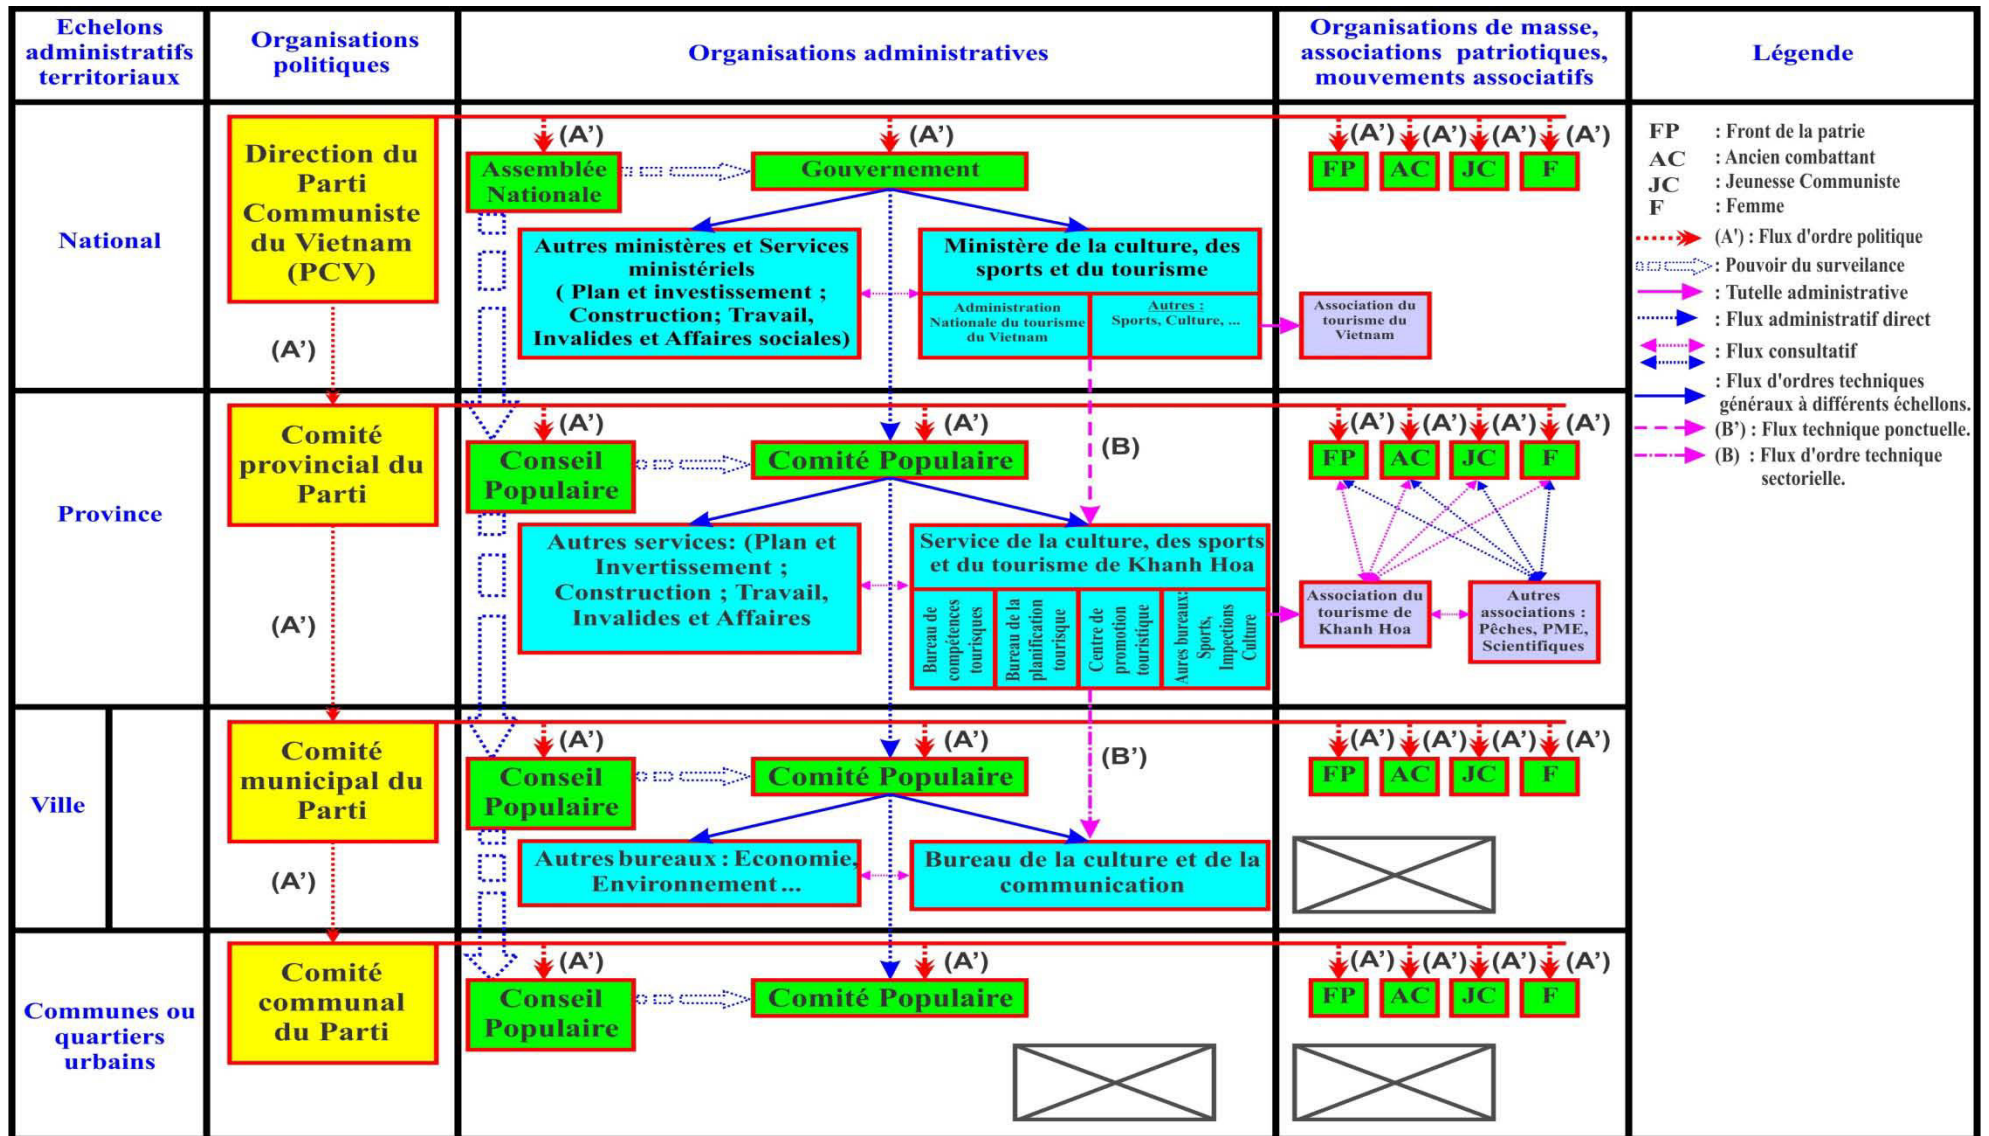 Echelons
administratifs
territoriaux
Organisations
politiques
Organisations administratives
Organisations de masse,
associations patriotiques,
mouvements associatifs
Légende
National
Direction du
Parti
Communiste
du Vietnam
(PCV)
(A')
(A')
(A')
(A') (A') (A') (A')
Assemblée
Nationale
Gouvernement
FP AC JC F
Autres ministères et Services
ministériels
( Plan et investissement ;
Construction; Travail,
Invalides et Affaires sociales)
Ministère de la culture, des
sports et du tourisme
Administration
Nationale du tourisme
du Vietnam
Autres :
Sports, Culture, ...
Association du
tourisme du
Vietnam
Province
Comité
provincial du
Parti
(A')
(A')
(A')
(B)
(A') (A') (A') (A')
Conseil
Populaire
Comité Populaire
FP AC JC F
Autres services: (Plan et
Invertissement ;
Construction ; Travail,
Invalides et Affaires
Service de la culture, des sports
et du tourisme de Khanh Hoa
Bureau de
compétences
tourisques
Bureau de la
planification
tourisque
Centre de
promotion
touristique
Aures bureaux:
Sports,
Impections
Culture
Association du
tourisme de
Khanh Hoa
Autres
associations :
Pêches, PME,
Scientifiques
Ville
Comité
municipal du
Parti
(A')
(A')
(A')
(B')
(A') (A') (A') (A')
Conseil
Populaire
Comité Populaire
FP AC JC F
Autres bureaux : Economie,
Environnement ...
Bureau de la culture et de la
communication
Communes ou
quartiers
urbains
Comité
communal
du Parti
(A')
(A')
(A') (A') (A') (A')
Conseil
Populaire
Comité Populaire
FP AC JC F
FP : Front de la patrie
AC : Ancien combattant
JC : Jeunesse Communiste
F : Femme
(A') : Flux d'ordre politique
: Pouvoir du surveilance
: Tutelle administrative
: Flux administratif direct
: Flux consultatif
: Flux d'ordres techniques
généraux à différents échellons.
(B') : Flux technique ponctuelle.
(B) : Flux d'ordre technique
sectorielle.